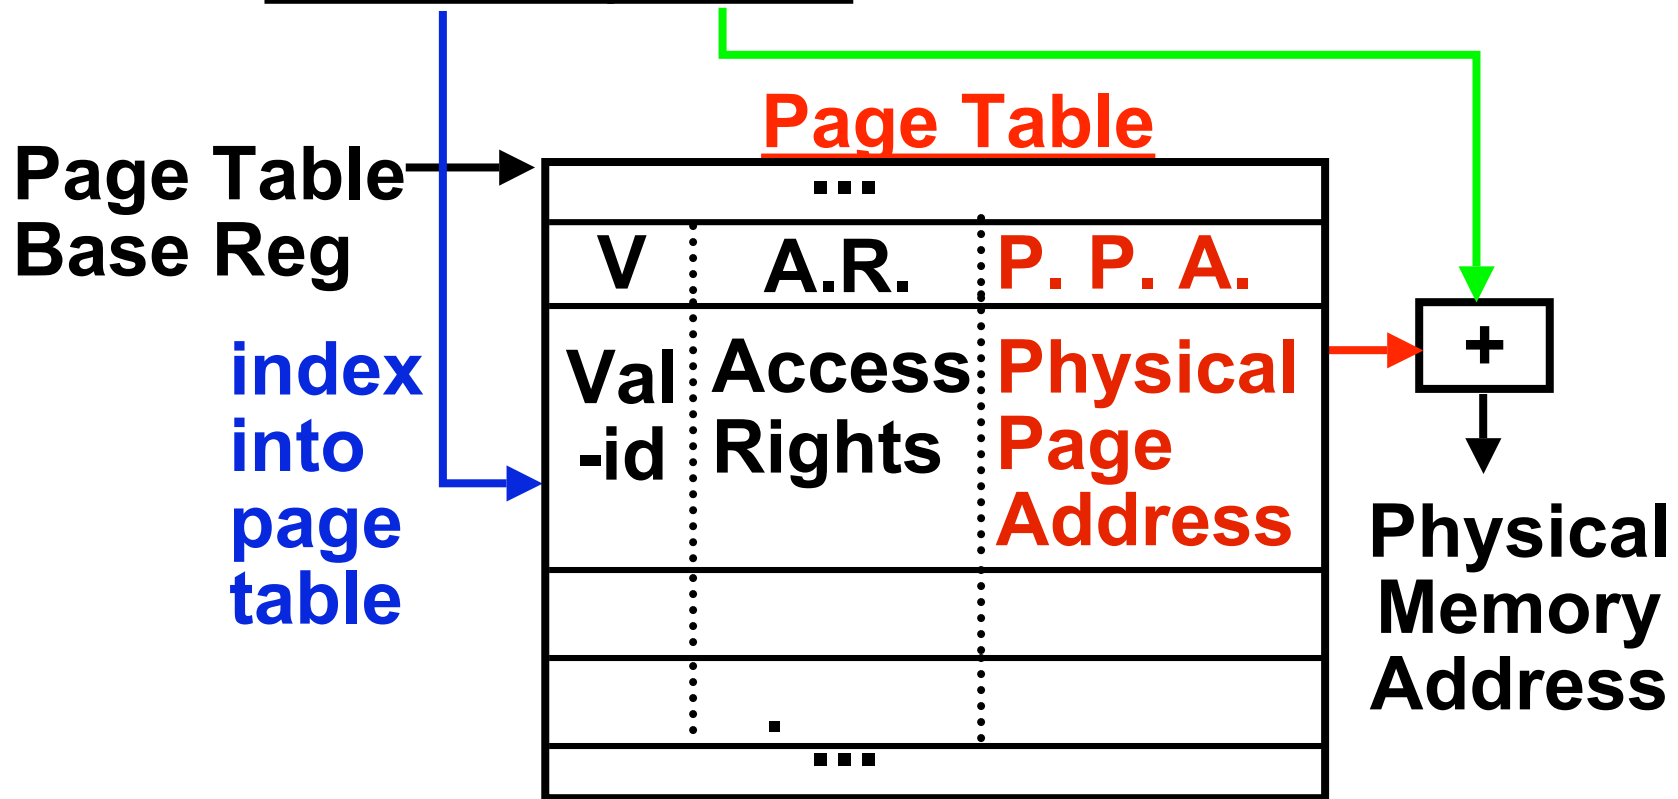 Page Table
Page Table
Base Reg
...
V A.R. P. P. A.
Val
-id
Access
Rights
Physical
Page
Address
index
into
page
table
+
Physical
Memory
Address
.
...